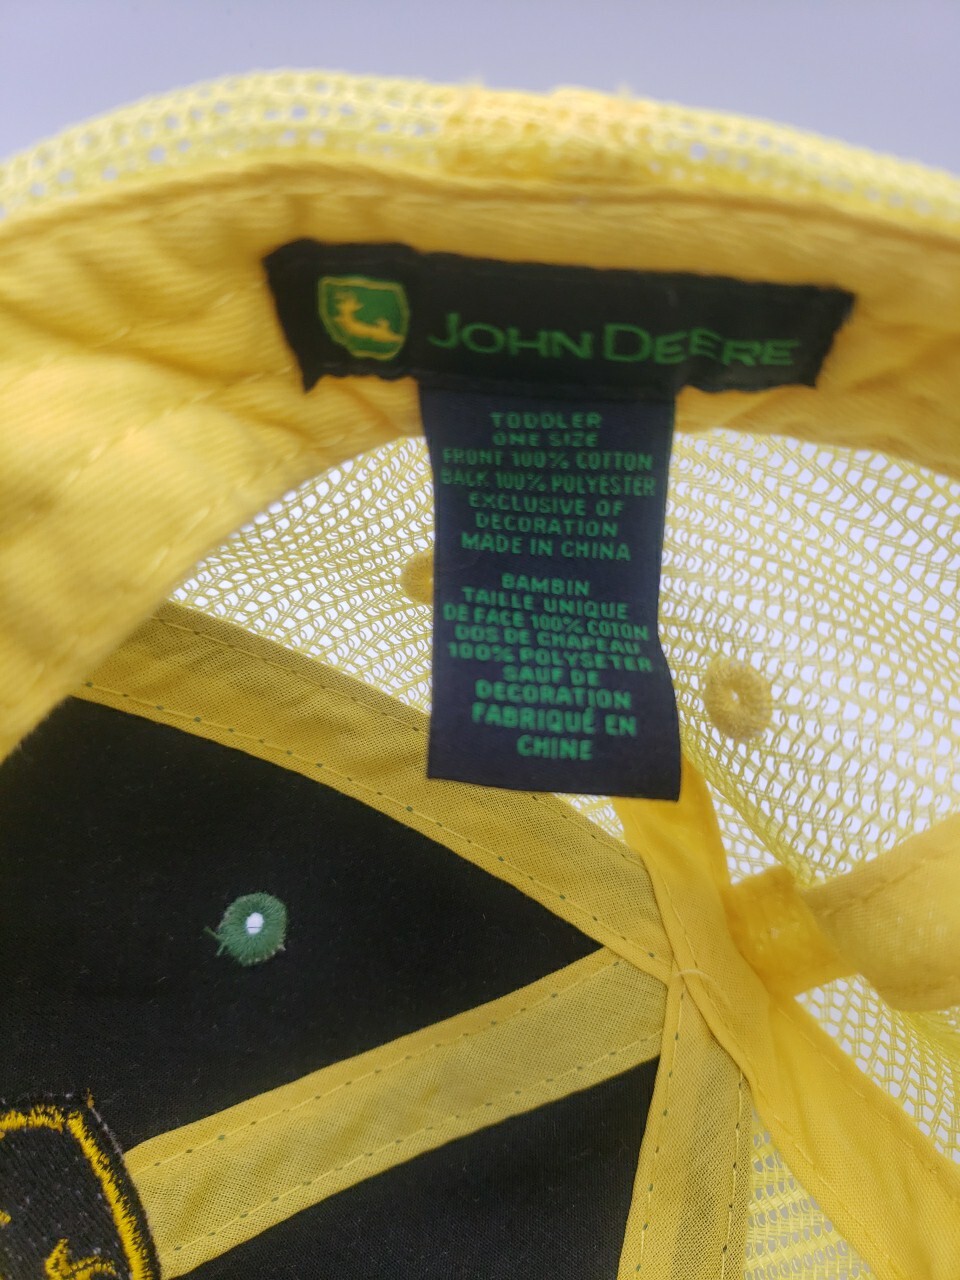 JOHN DEERE
TODDLER
ONE SIZE
FRONT 100% COTTON
BACK 100% POLYESTER
EXCLUSIVE OF
DECORATION
MADE IN CHINA
BAMBIN
TAILLE UNIQUE
DE FACE 100% COTON
DOS DE CHAPEAU
100% POLYSETER
SAUF DE
DECORATION
FABRIQUÉ EN
CHINE